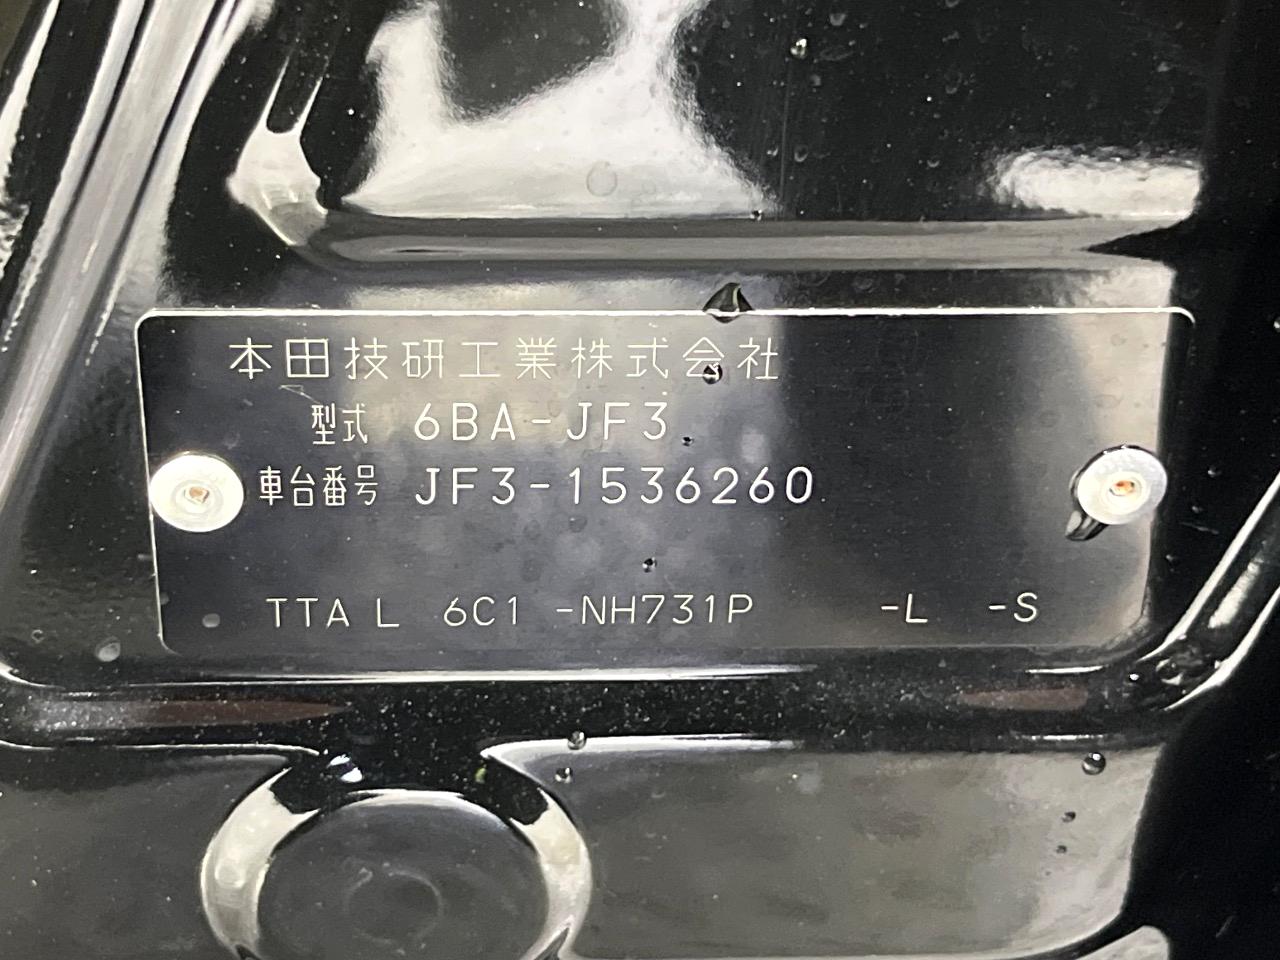 本田技研工業株式会社
型式 6BA-JF3
車台番号 JF3-1536260
TTA L 6C1 -NH731P -L -S